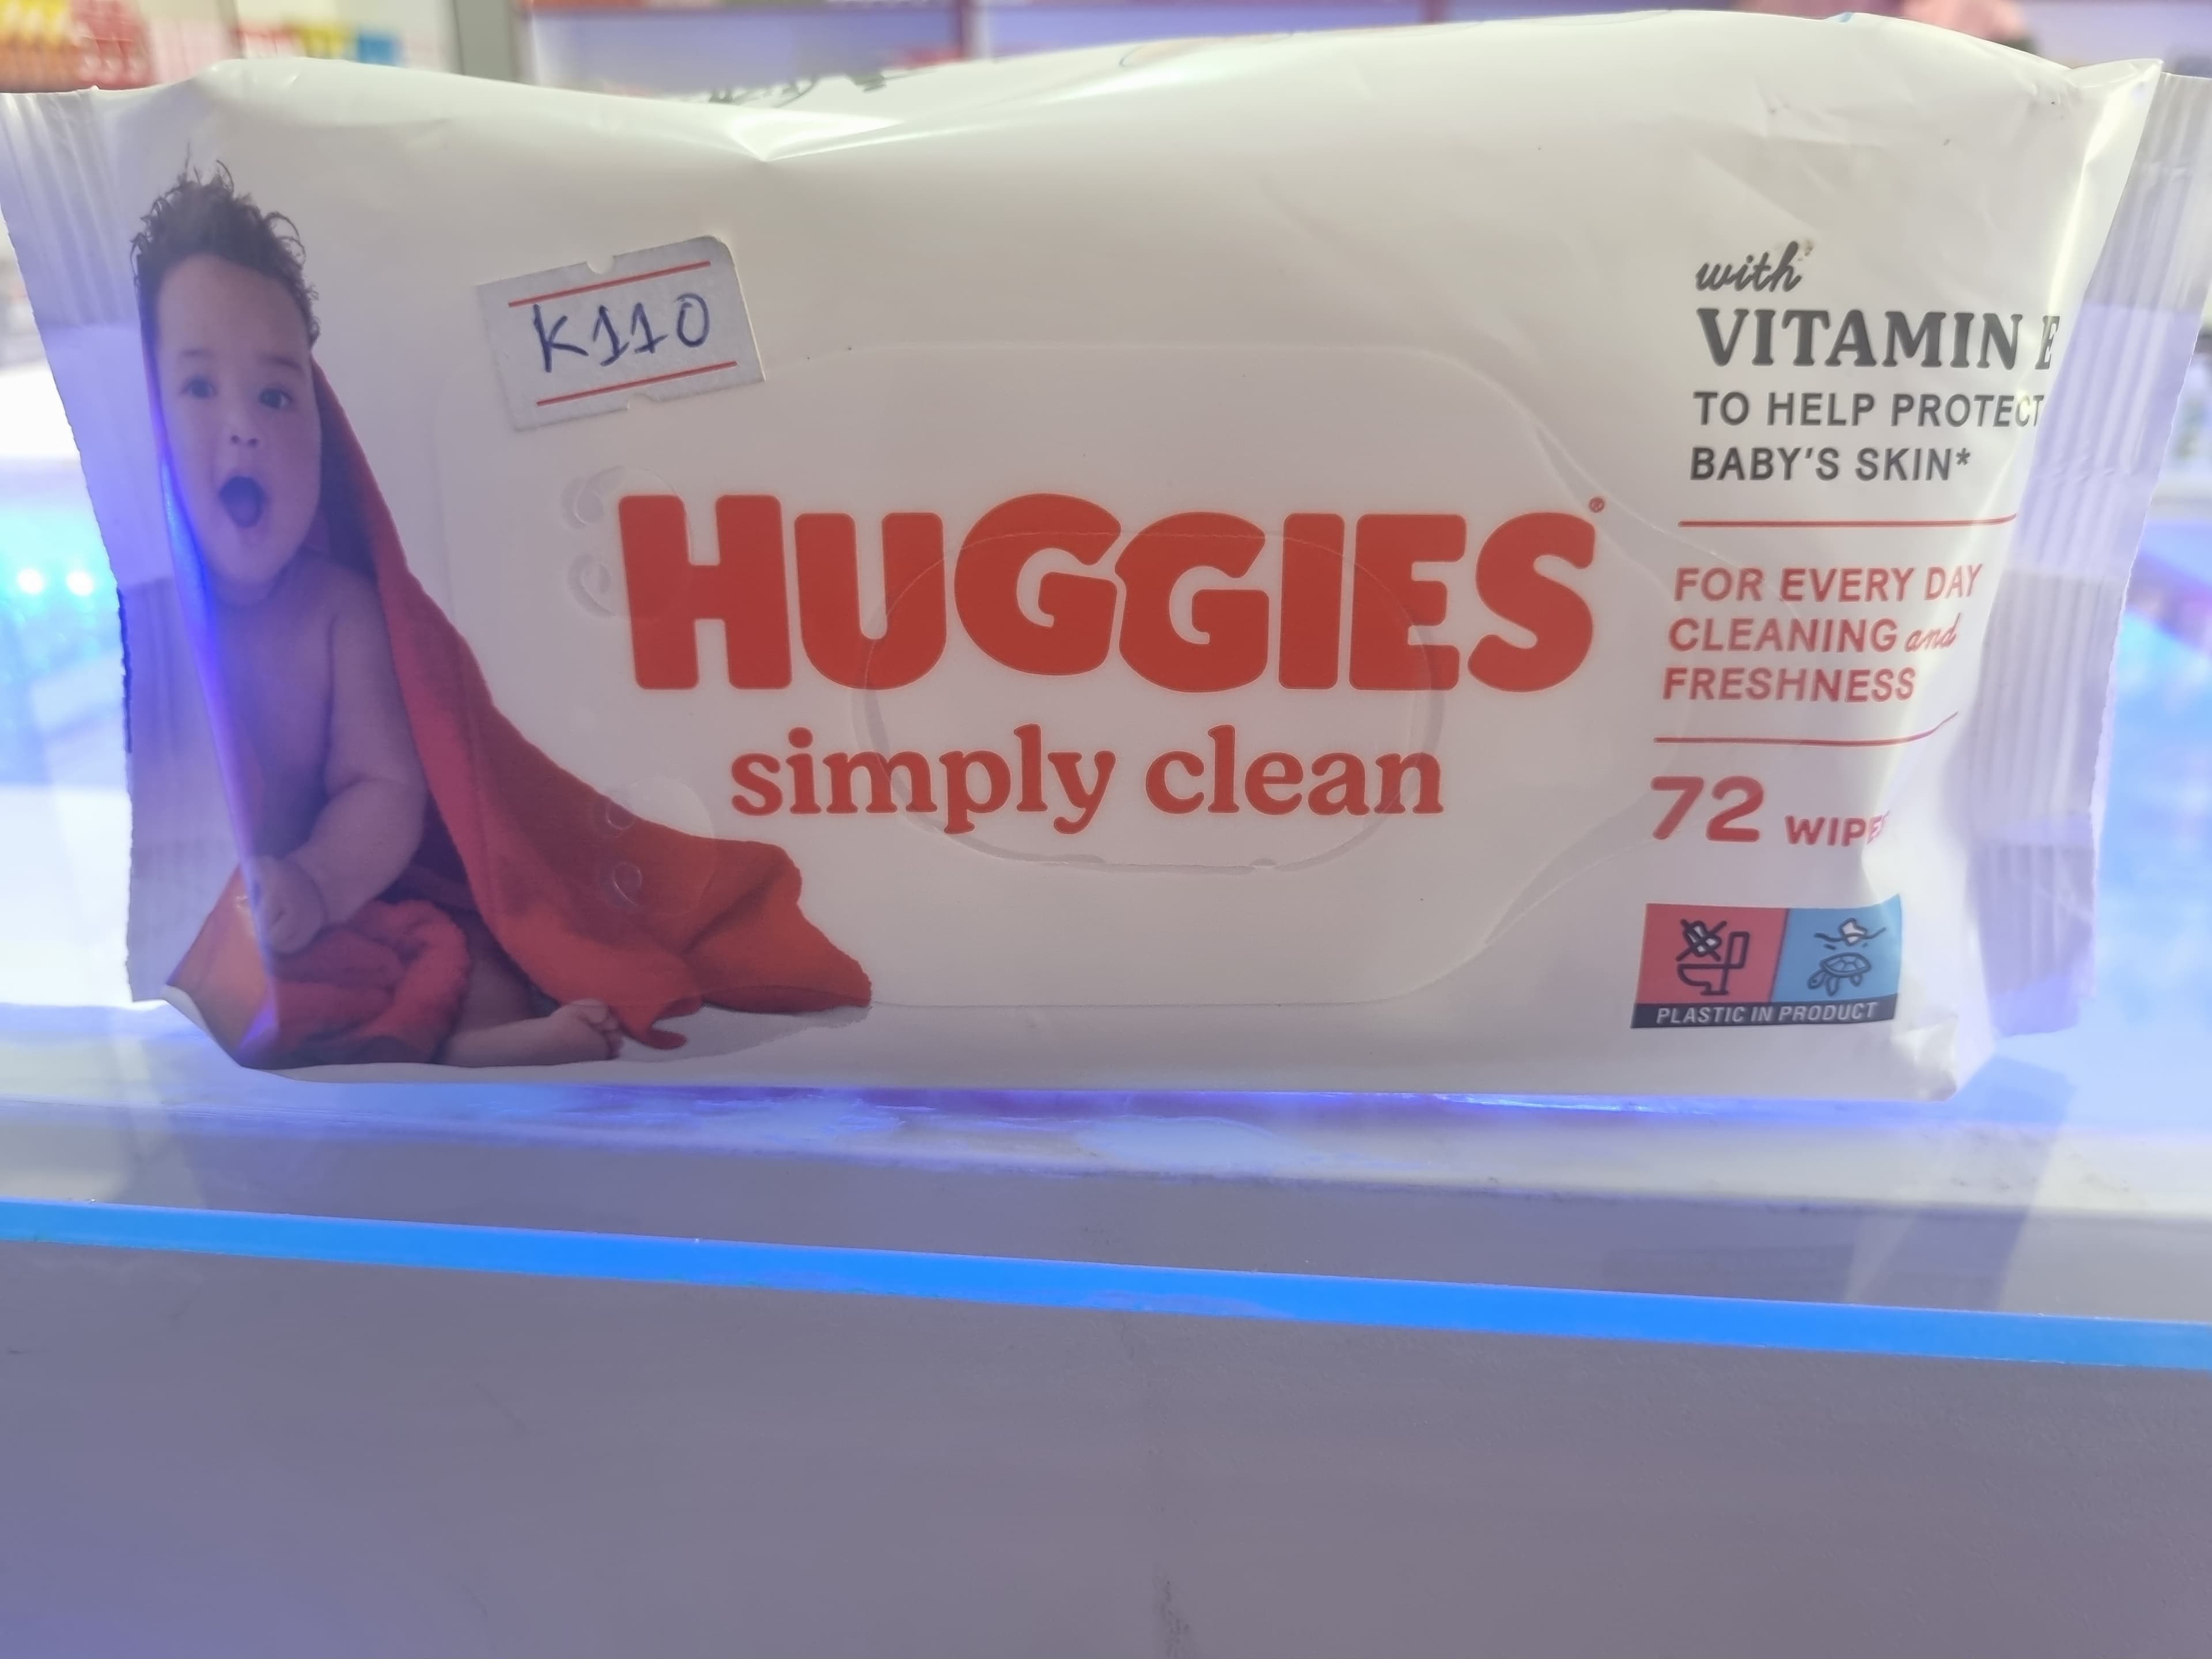 K110
HUGGIES®
simply clean
with
VITAMIN E
TO HELP PROTECT
BABY'S SKIN*
FOR EVERY DAY
CLEANING and
FRESHNESS
72 WIPES
PLASTIC IN PRODUCT